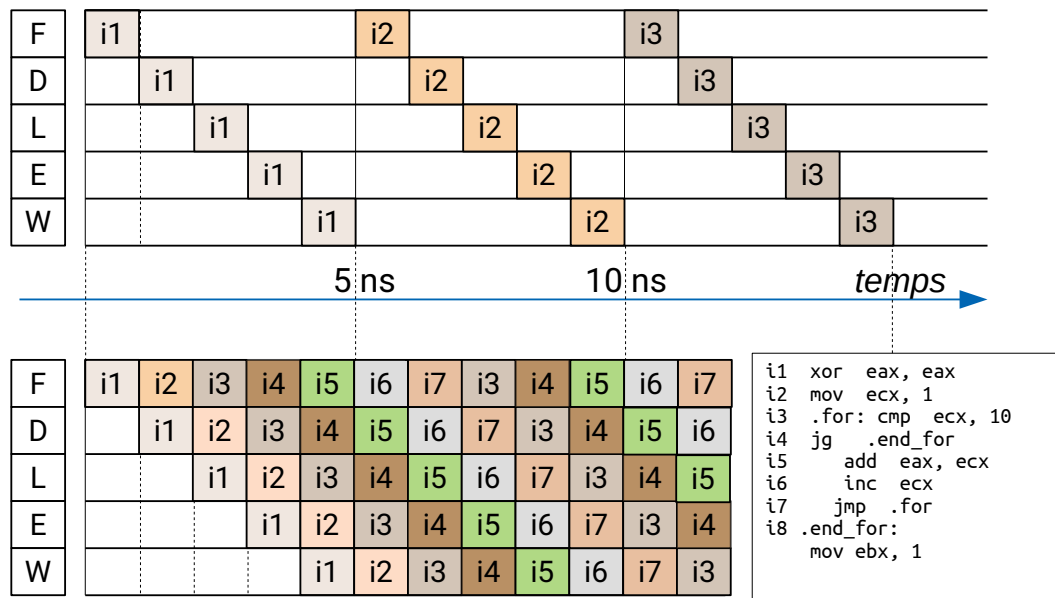 F i1 i2 i3
D i1 i2 i3
L i1 i2 i3
E i1 i2 i3
W i1 i2 i3
5 ns 10 ns temps
F i1 i2 i3 i4 i5 i6 i7 i3 i4 i5 i6 i7
D i1 i2 i3 i4 i5 i6 i7 i3 i4 i5 i6
L i1 i2 i3 i4 i5 i6 i7 i3 i4 i5
E i1 i2 i3 i4 i5 i6 i7 i3 i4
W i1 i2 i3 i4 i5 i6 i7 i3
i1 xor eax, eax
i2 mov ecx, 1
i3 .for: cmp ecx, 10
i4 jg .end_for
i5 add eax, ecx
i6 inc ecx
i7 jmp .for
i8 .end_for:
mov ebx, 1